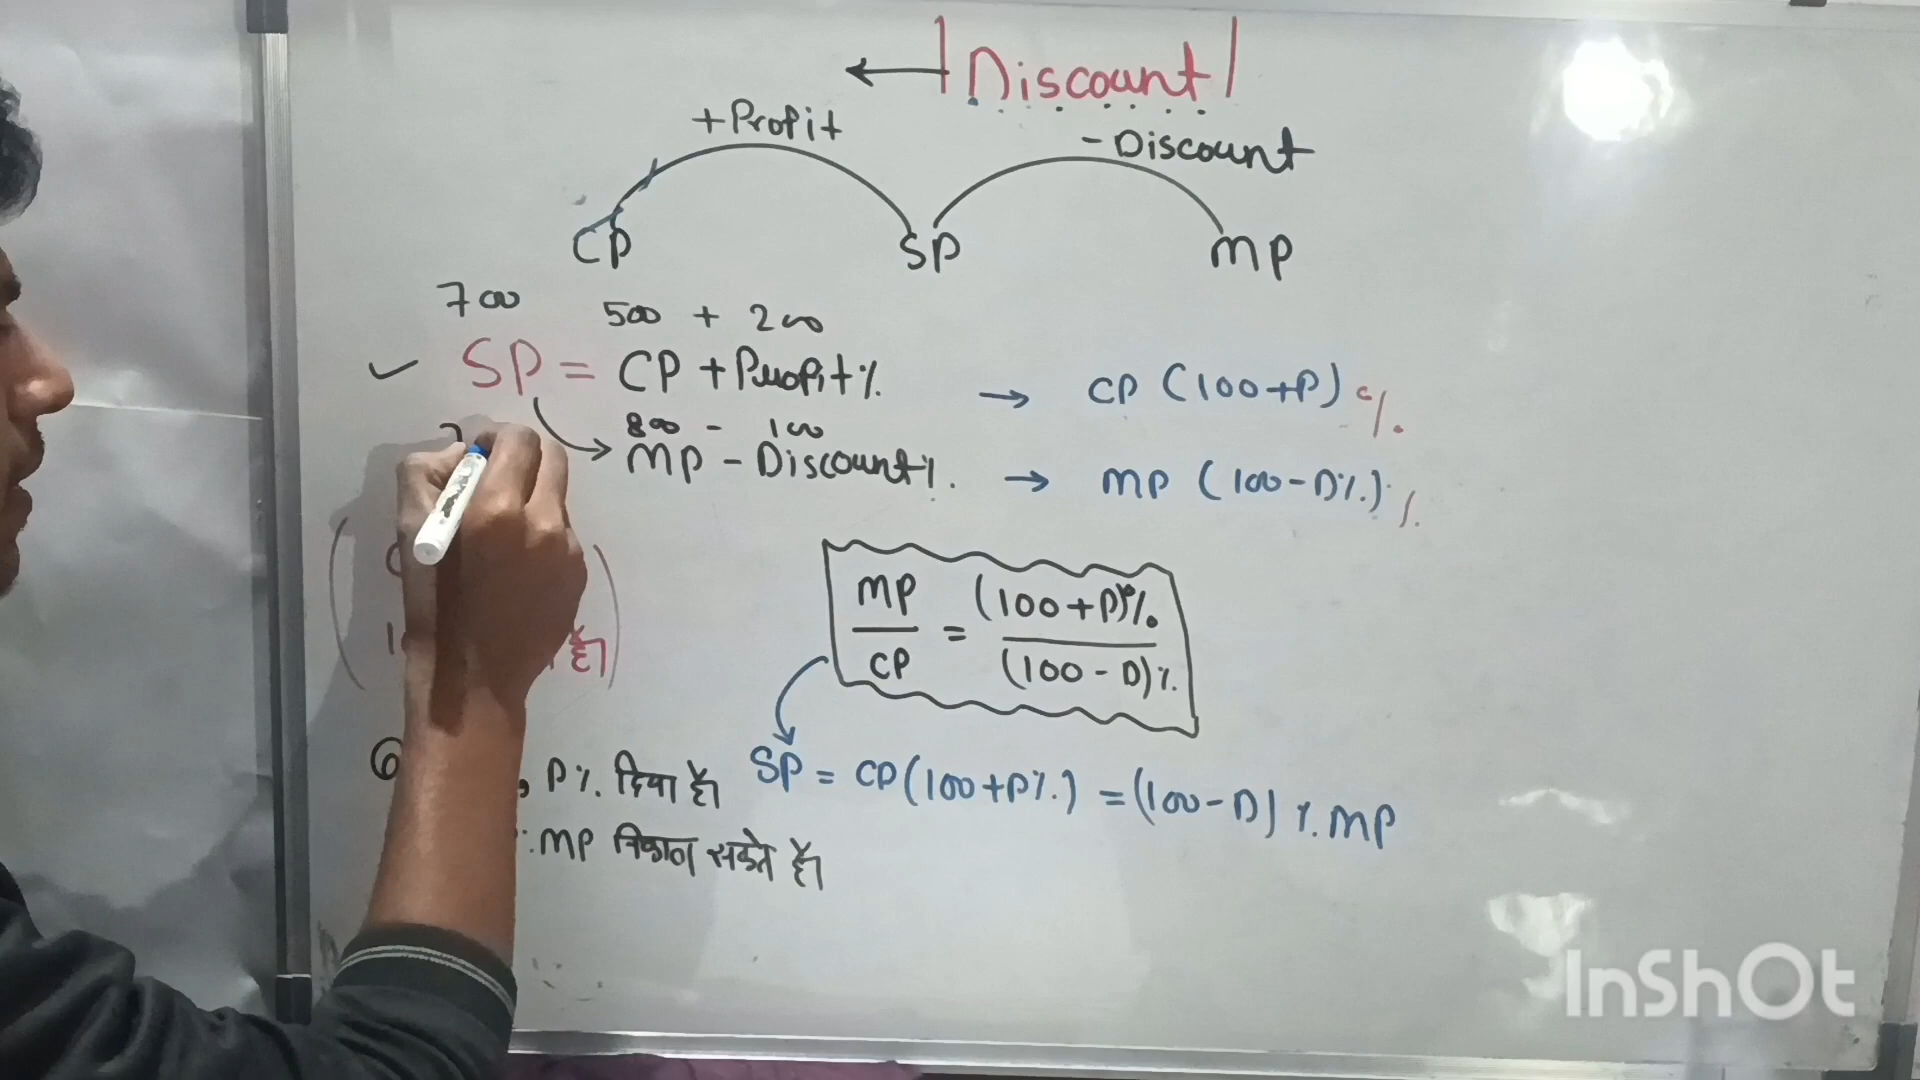 Discount
+Profit
-Discount
CP SP MP
700 500 + 200
SP = CP + Profit% → CP (100+P) %
800 - 100
MP - Discount%. → MP (100-D%.) %.
MP/CP = (100+P)%/(100-D)%.
है।
, P%. दिया है।
SP = CP(100+P%.) = (100-D) %. MP
: MP निकाल सकते है।
InShOt